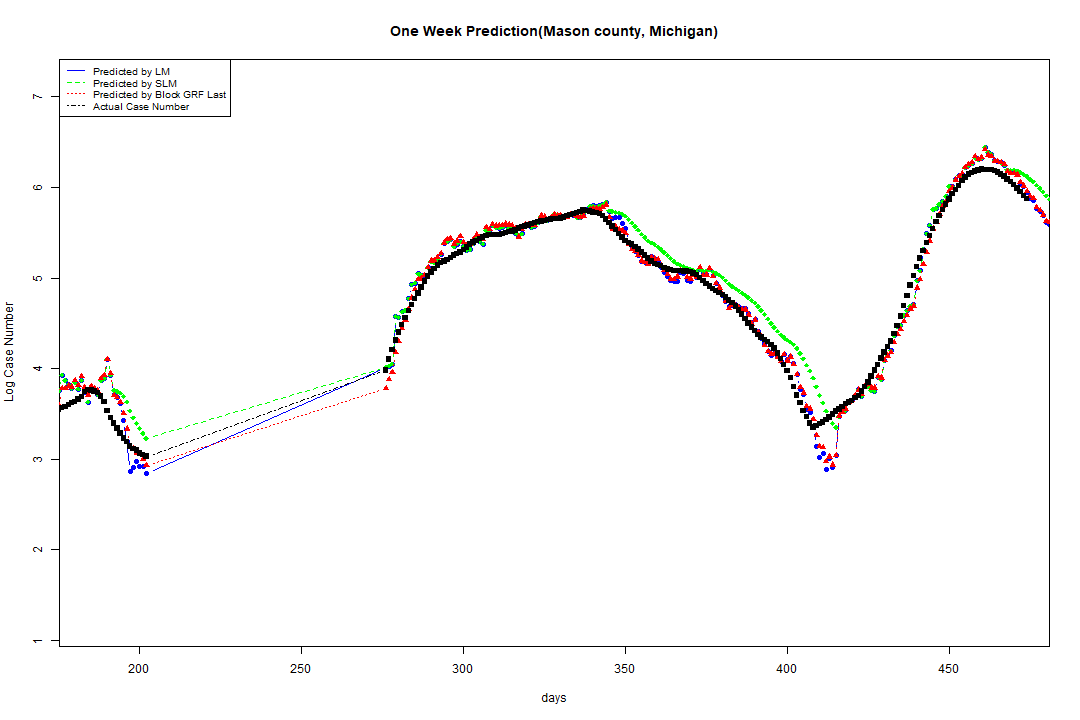 One Week Prediction(Mason county, Michigan)
Predicted by LM
Predicted by SLM
Predicted by Block GRF Last
Actual Case Number
7
6
5
4
3
2
1
Log Case Number
200 250 300 350 400 450
days